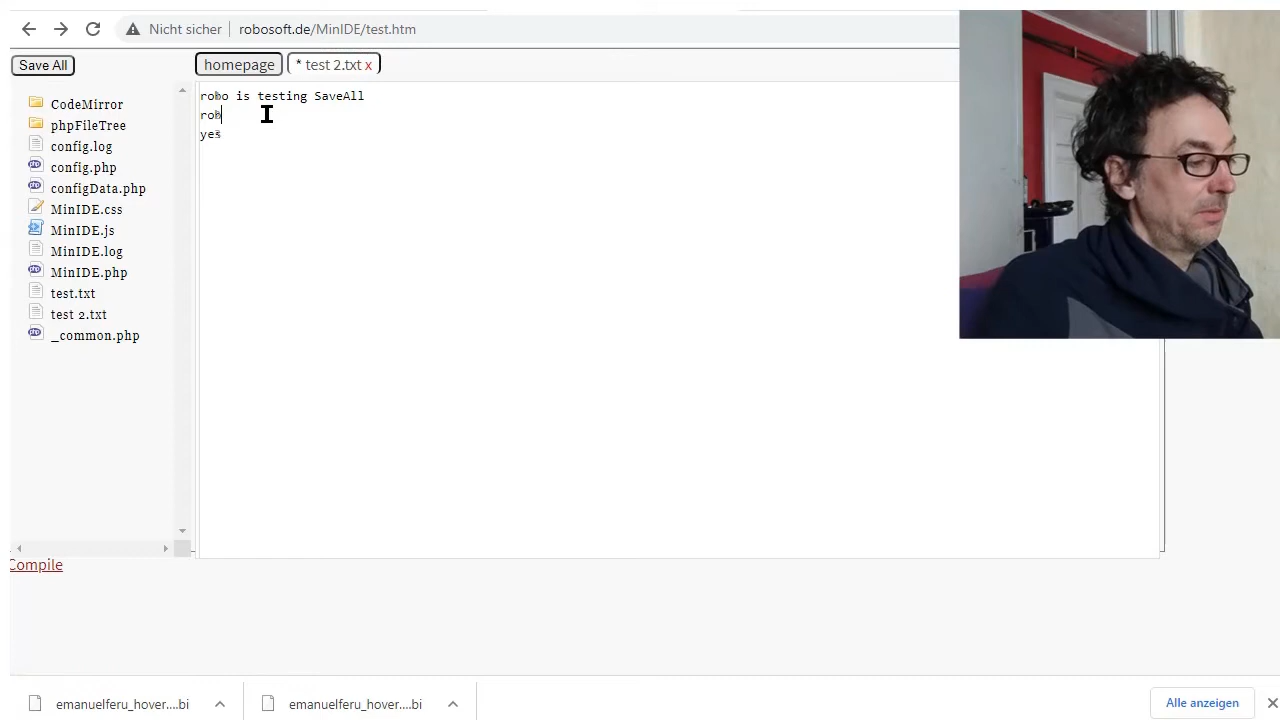 Nicht sicher robosoft.de/MinIDE/test.htm
Save All
homepage
* test 2.txt x
CodeMirror
phpFileTree
config.log
config.php
configData.php
MinIDE.css
MinIDE.js
MinIDE.log
MinIDE.php
test.txt
test 2.txt
_common.php
robo is testing SaveAll
rob
yes
Compile
emanuelferu_hover....bi
emanuelferu_hover....bi
Alle anzeigen